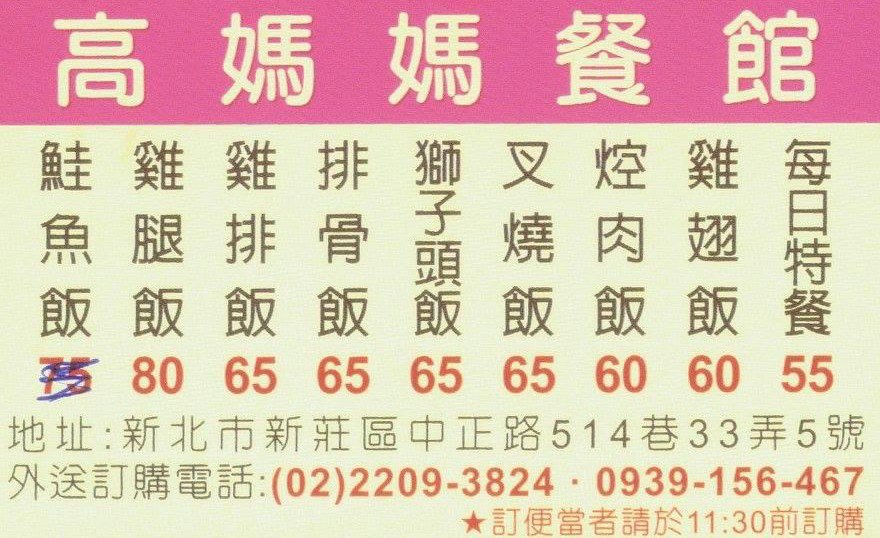 高媽媽餐館
每日特餐 55
雞翅飯 60
焢肉飯 60
叉燒飯 65
獅子頭飯 65
排骨飯 65
雞排飯 65
雞腿飯 80
鮭魚飯 75
地址:新北市新莊區中正路514巷33弄5號
外送訂購電話:(02)2209-3824 · 0939-156-467
★訂便當者請於11:30前訂購